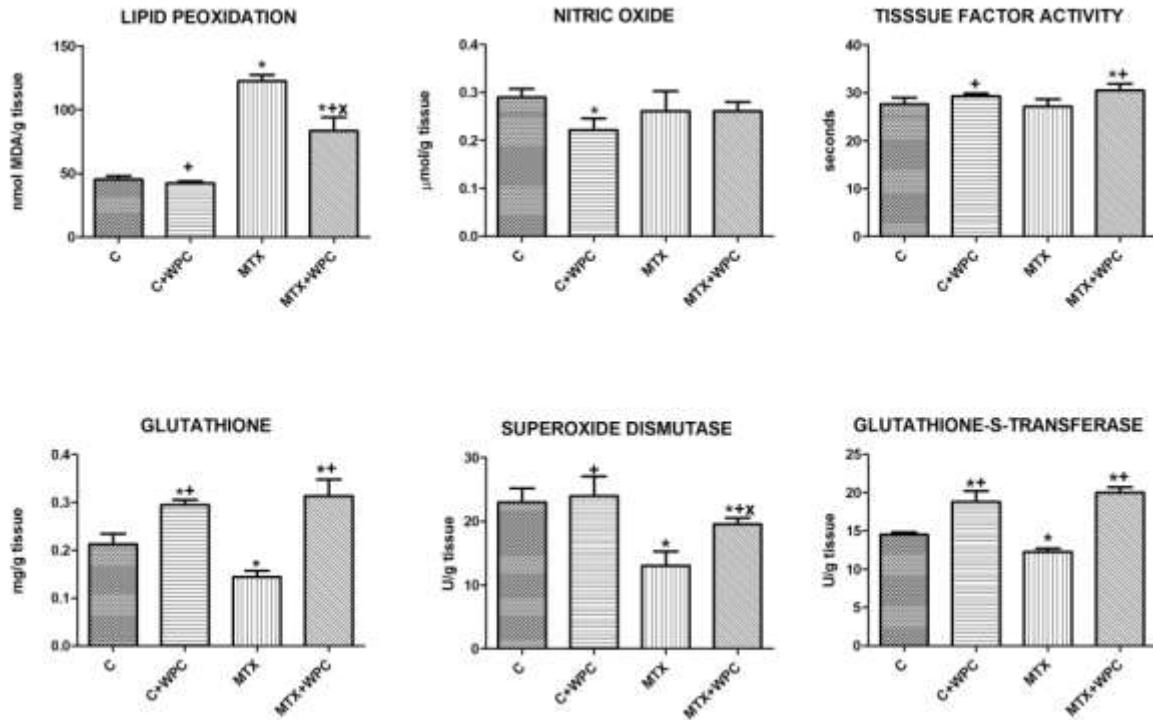 LIPID PEOXIDATION
nmol MDA/g tissue
150
100
50
0
*
+
*+x
C
C+WPC
MTX
MTX+WPC
NITRIC OXIDE
μmol/g tissue
0.4
0.3
0.2
0.1
0.0
*
C
C+WPC
MTX
MTX+WPC
TISSSUE FACTOR ACTIVITY
seconds
40
30
20
10
0
+
*+
C
C+WPC
MTX
MTX+WPC
GLUTATHIONE
mg/g tissue
0.4
0.3
0.2
0.1
0.0
*+
*
*+
C
C+WPC
MTX
MTX+WPC
SUPEROXIDE DISMUTASE
U/g tissue
30
20
10
0
+
*
*+x
C
C+WPC
MTX
MTX+WPC
GLUTATHIONE-S-TRANSFERASE
U/g tissue
25
20
15
10
5
0
*+
*
*+
C
C+WPC
MTX
MTX+WPC